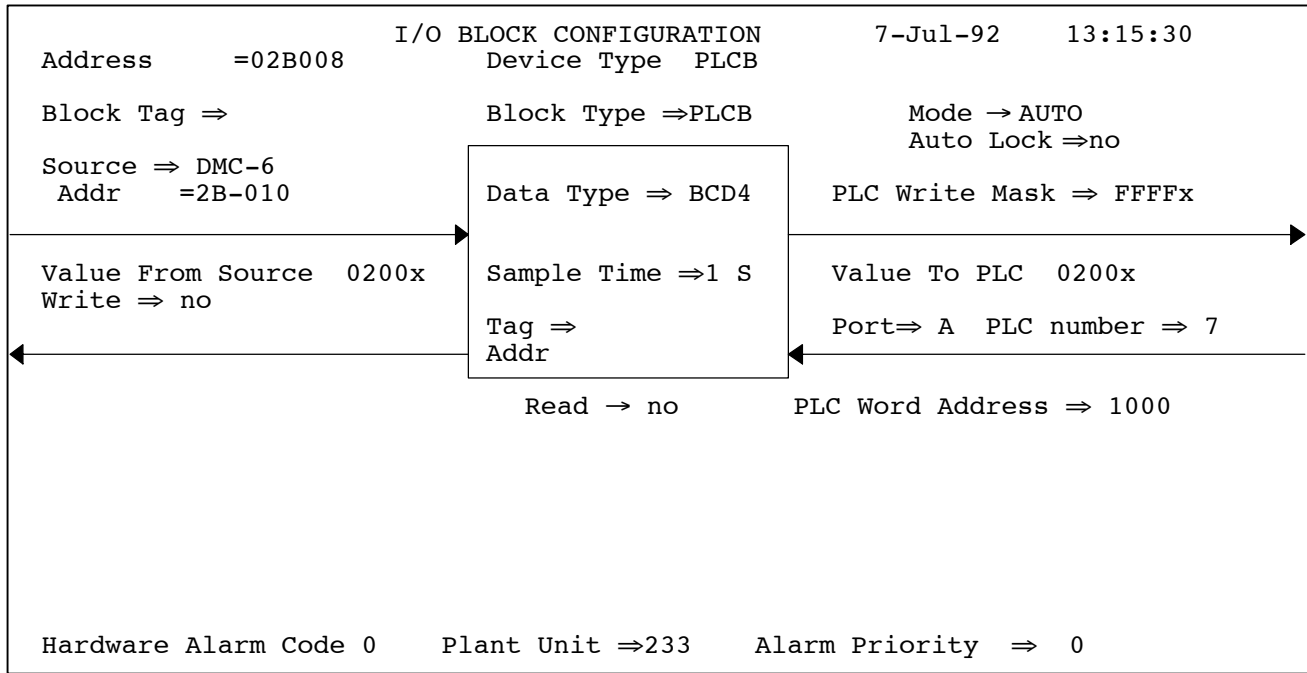 I/O BLOCK CONFIGURATION 7-Jul-92 13:15:30
Address =02B008 Device Type PLCB
Block Tag ⇒ Block Type ⇒PLCB Mode → AUTO
Auto Lock ⇒no
Source ⇒ DMC-6
Addr =2B-010 Data Type ⇒ BCD4 PLC Write Mask ⇒ FFFFx
Value From Source 0200x Sample Time ⇒1 S Value To PLC 0200x
Write ⇒ no
Tag ⇒ Port⇒ A PLC number ⇒ 7
Addr
Read → no PLC Word Address ⇒ 1000
Hardware Alarm Code 0 Plant Unit ⇒233 Alarm Priority ⇒ 0